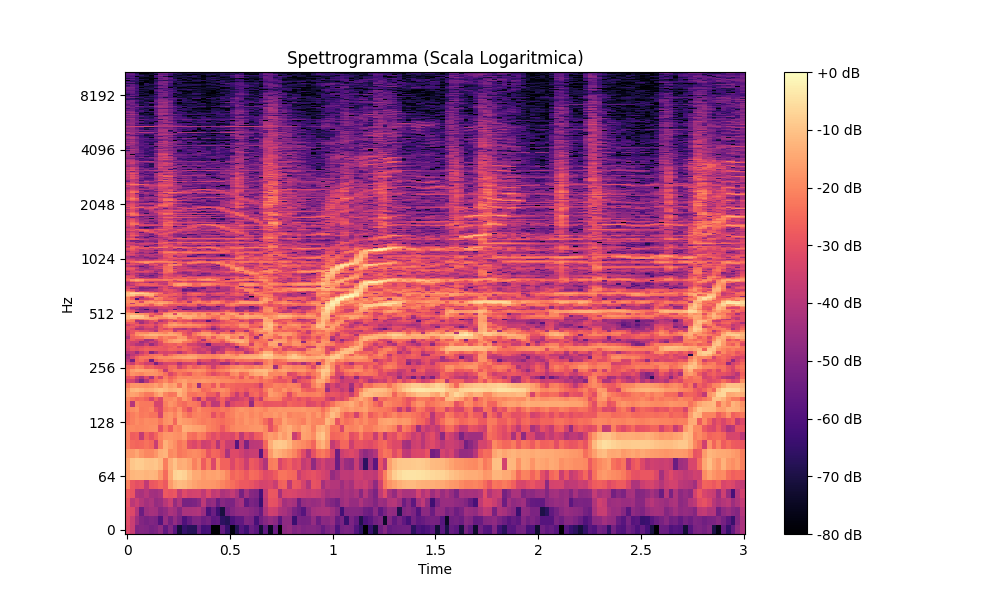 Spettrogramma (Scala Logaritmica)
8192
4096
2048
1024
512
256
128
64
0
Hz
0
0.5
1
1.5
2
2.5
3
Time
+0 dB
-10 dB
-20 dB
-30 dB
-40 dB
-50 dB
-60 dB
-70 dB
-80 dB